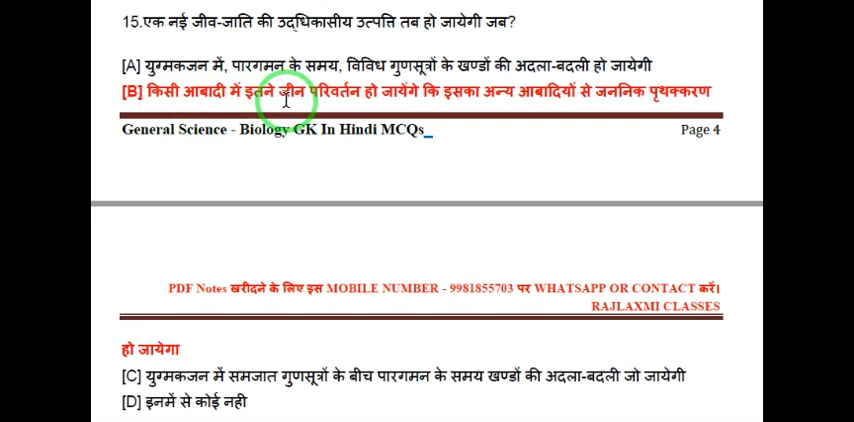 15.एक नई जीव-जाति की उद्धिकासीय उत्पत्ति तब हो जायेगी जब?
[A] युग्मकजन में, पारगमन के समय, विविध गुणसूत्रों के खण्डों की अदला-बदली हो जायेगी
[B] किसी आबादी में इतने जीन परिवर्तन हो जायेंगे कि इसका अन्य आबादियों से जननिक पृथक्करण
General Science - Biology GK In Hindi MCQs
Page 4
PDF Notes खरीदने के लिए इस MOBILE NUMBER - 9981855703 पर WHATSAPP OR CONTACT करें।
RAJLAXMI CLASSES
हो जायेगा
[C] युग्मकजन में समजात गुणसूत्रों के बीच पारगमन के समय खण्डों की अदला-बदली जो जायेगी
[D] इनमें से कोई नही